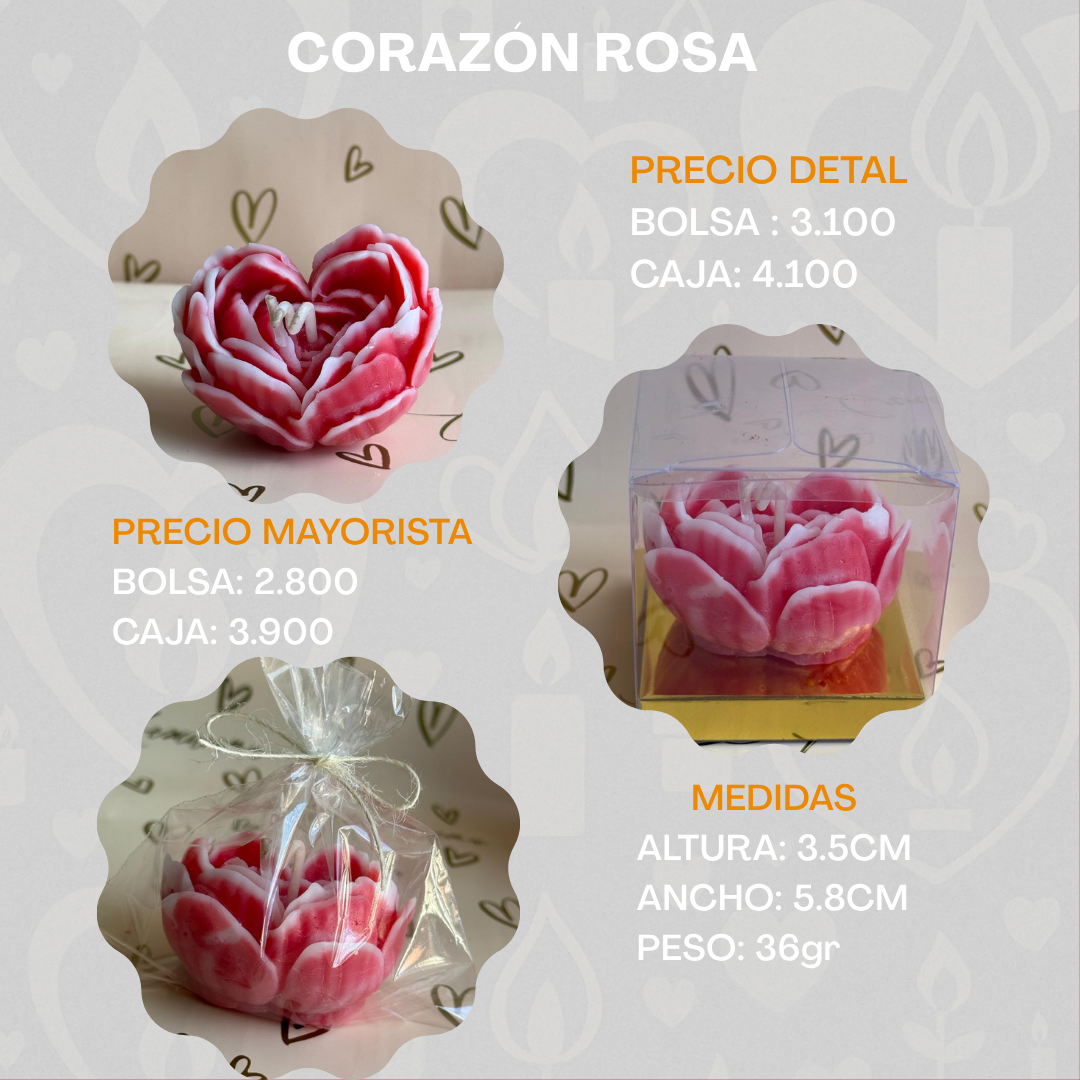 CORAZÓN ROSA
PRECIO DETAL
BOLSA : 3.100
CAJA: 4.100
PRECIO MAYORISTA
BOLSA: 2.800
CAJA: 3.900
MEDIDAS
ALTURA: 3.5CM
ANCHO: 5.8CM
PESO: 36gr